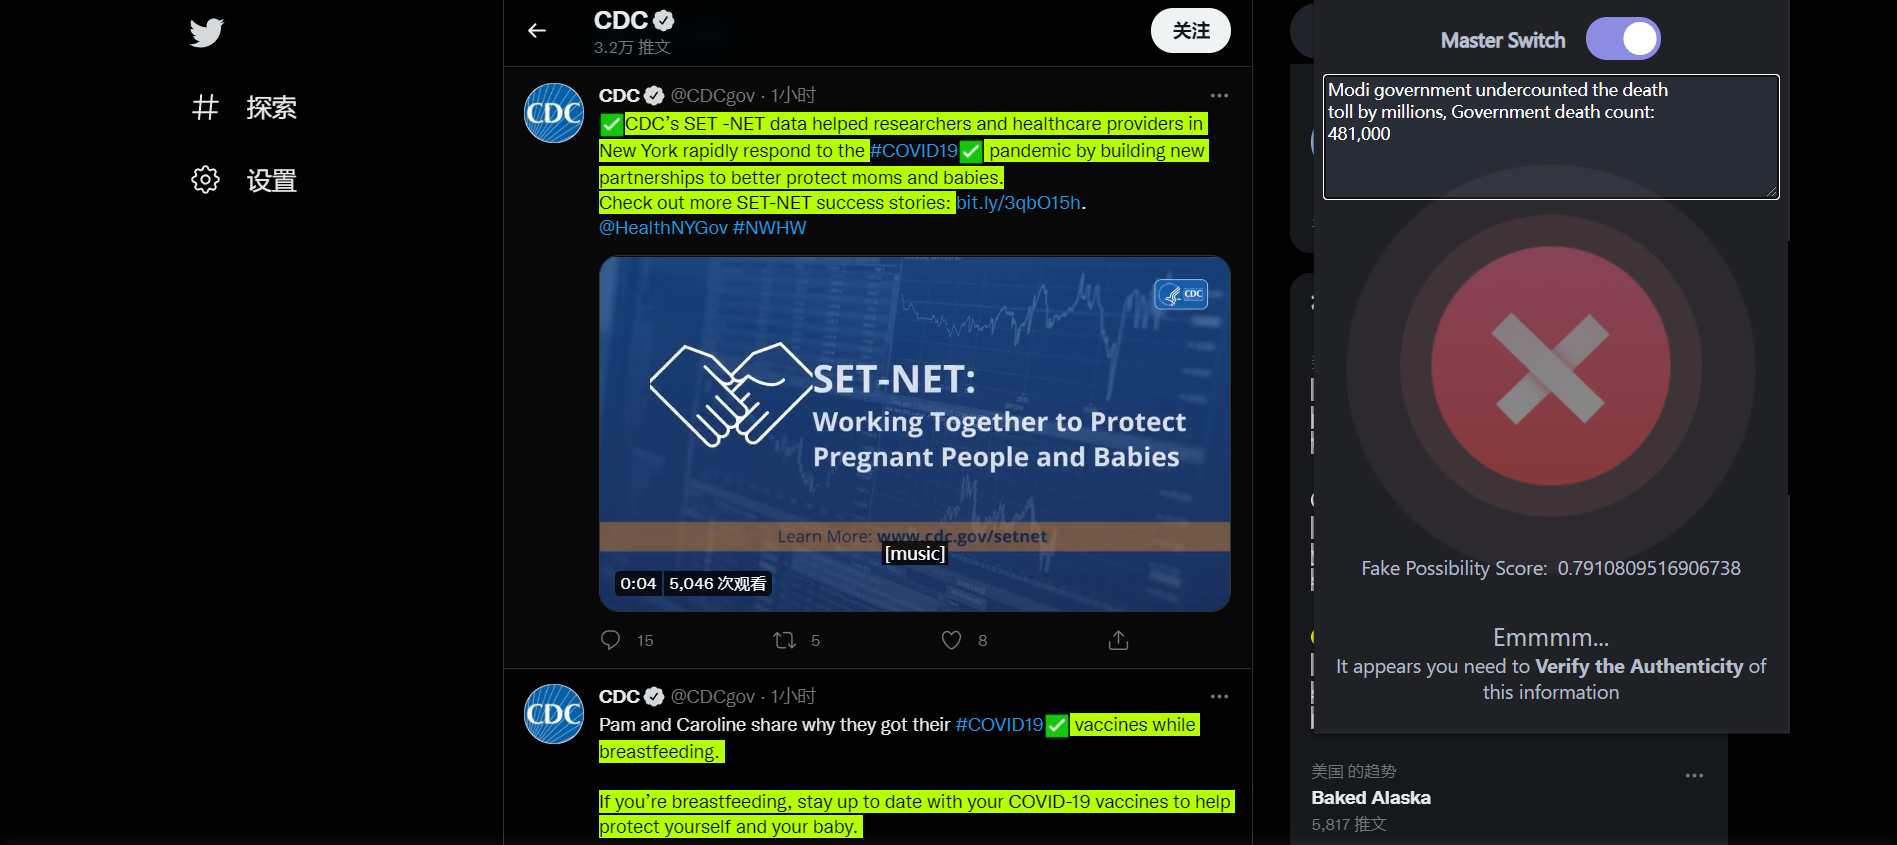 探索
设置
CDC
3.2万 推文
关注
CDC @CDCgov · 1小时
✅CDC’s SET -NET data helped researchers and healthcare providers in
New York rapidly respond to the #COVID19✅ pandemic by building new
partnerships to better protect moms and babies.
Check out more SET-NET success stories: bit.ly/3qbO15h.
@HealthNYGov #NWHW
CDC
CDC
SET-NET:
Working Together to Protect
Pregnant People and Babies
Learn More: www.cdc.gov/setnet
[music]
0:04 5,046 次观看
15 5 8
CDC
CDC @CDCgov · 1小时
Pam and Caroline share why they got their #COVID19✅ vaccines while
breastfeeding.
If you’re breastfeeding, stay up to date with your COVID-19 vaccines to help
protect yourself and your baby.
Master Switch
Modi government undercounted the death
toll by millions, Government death count:
481,000
Fake Possibility Score: 0.7910809516906738
Emmmm...
It appears you need to Verify the Authenticity of
this information
美国 的趋势
Baked Alaska
5,817 推文